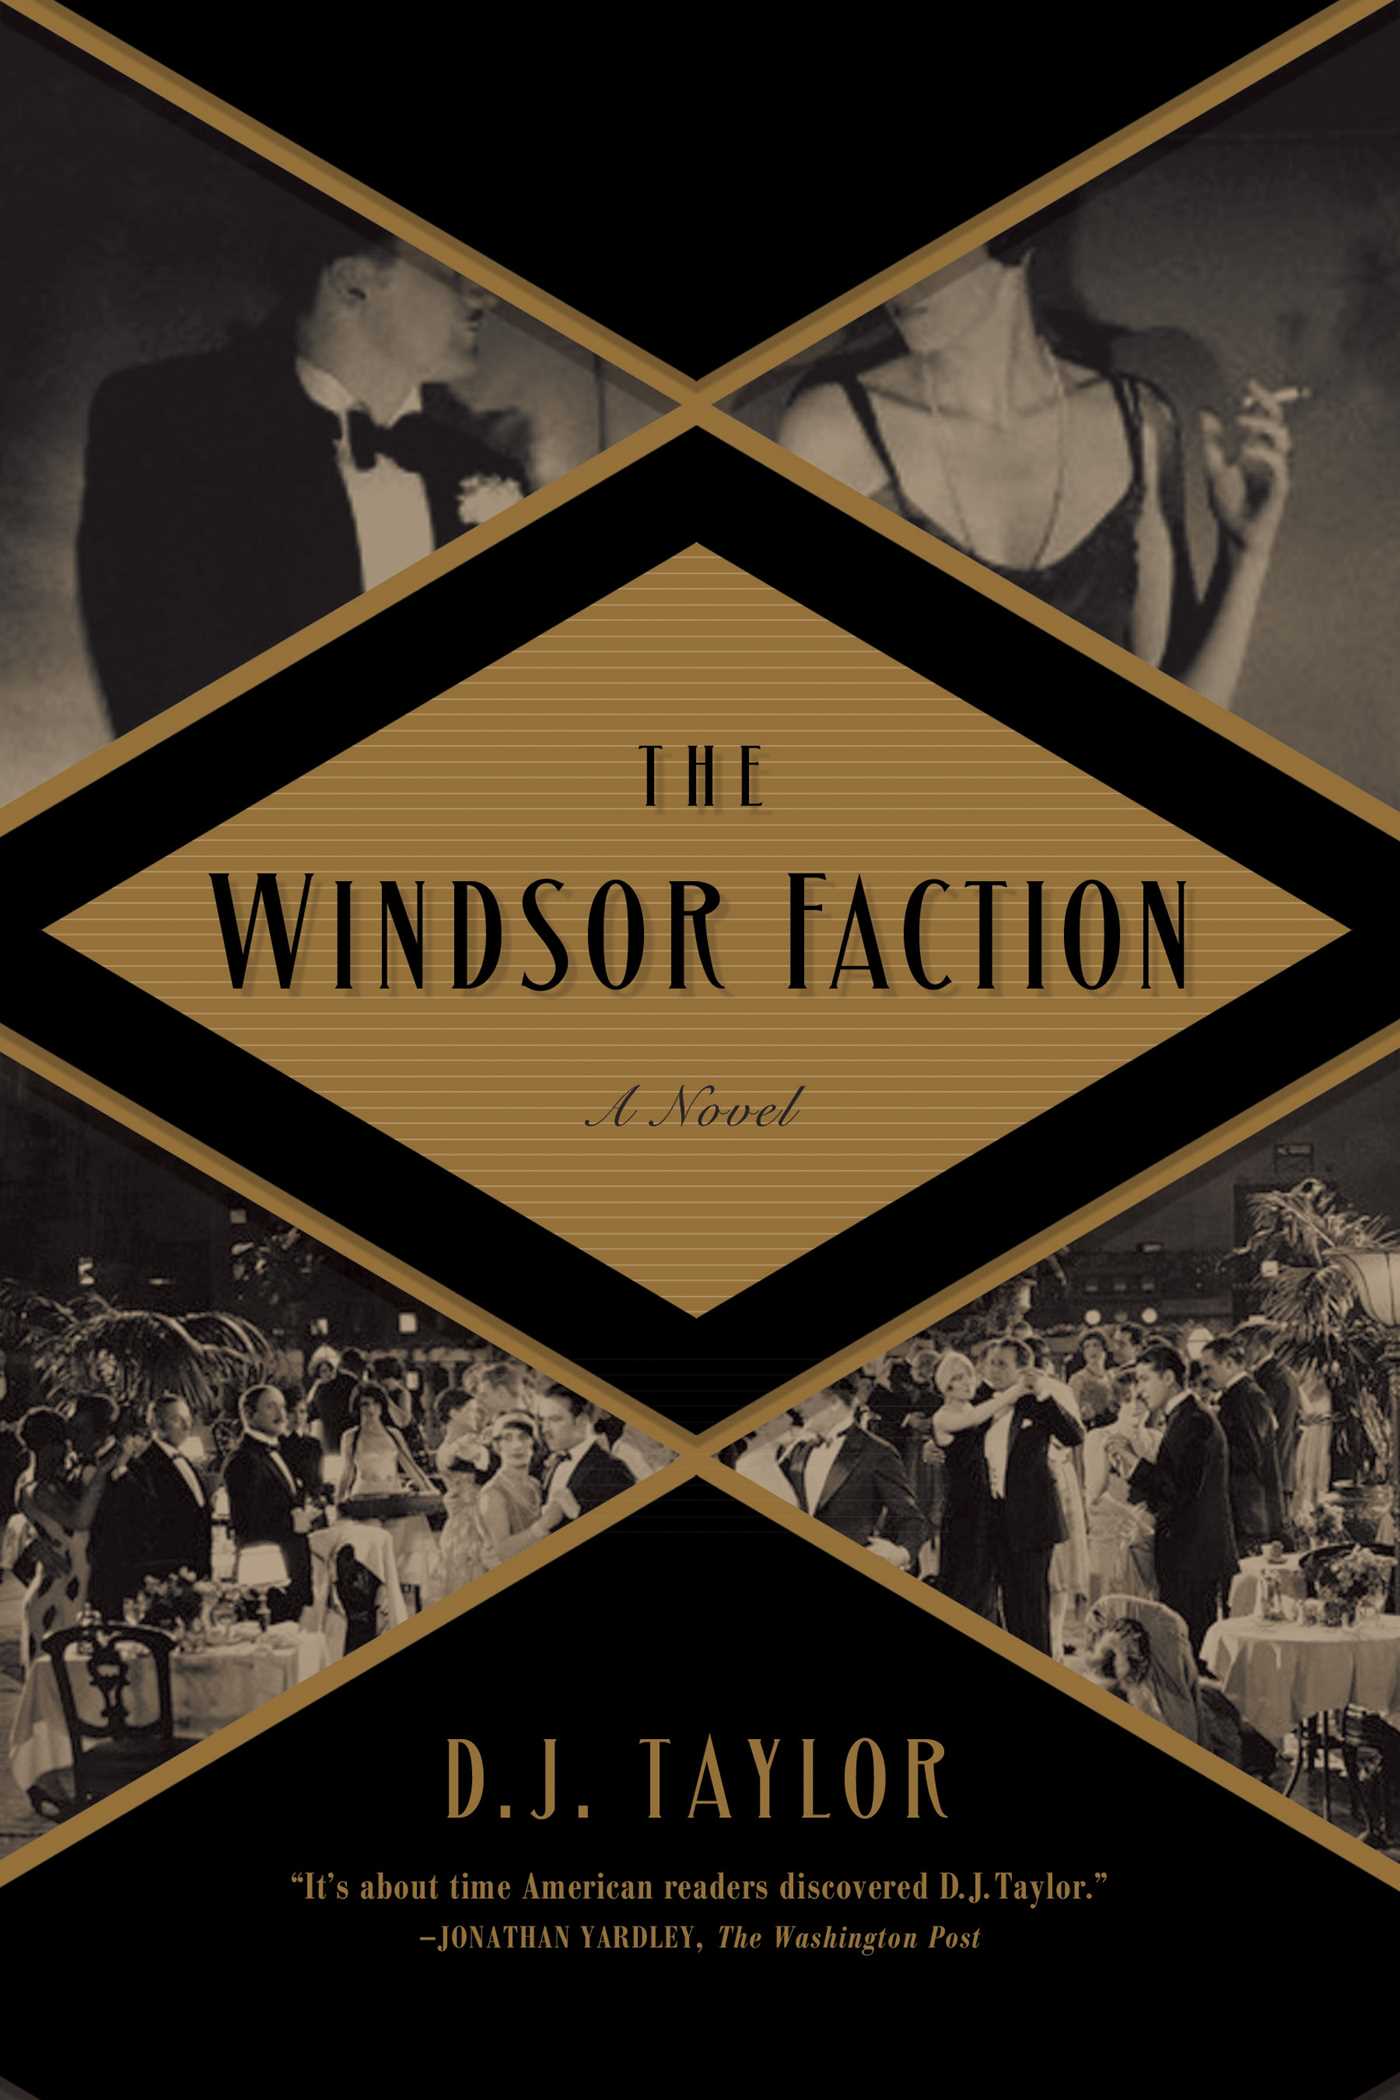 THE
WINDSOR FACTION
A Novel
D.J. TAYLOR
“It’s about time American readers discovered D.J. Taylor.”
–JONATHAN YARDLEY, The Washington Post